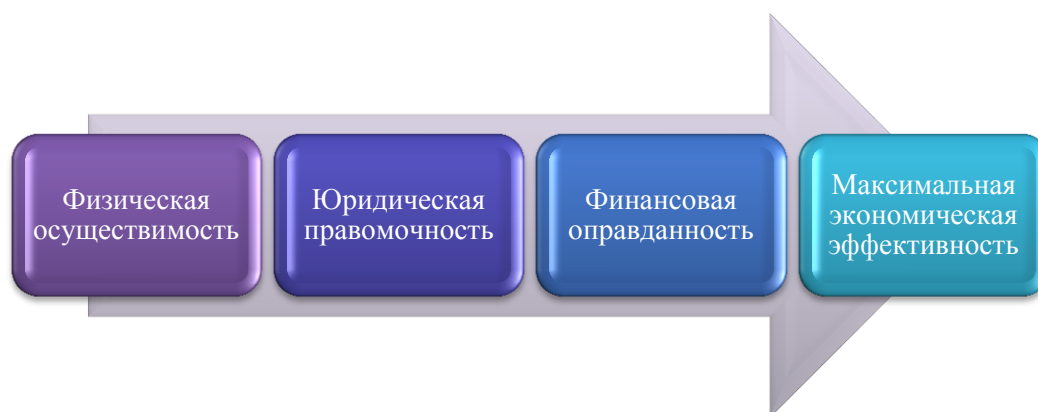 Физическая
осуществимость
Юридическая
правомочность
Финансовая
оправданность
Максимальная
экономическая
эффективность